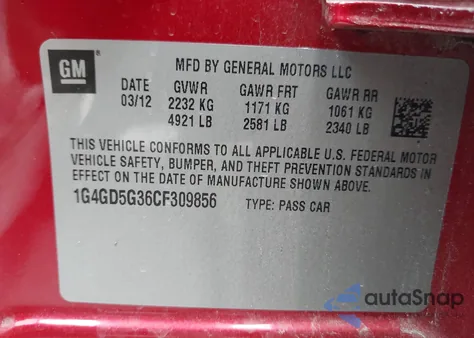 GM
MFD BY GENERAL MOTORS LLC
DATE GVWR GAWR FRT GAWR RR
03/12 2232 KG 1171 KG 1061 KG
4921 LB 2581 LB 2340 LB
THIS VEHICLE CONFORMS TO ALL APPLICABLE U.S. FEDERAL MOTOR
VEHICLE SAFETY, BUMPER, AND THEFT PREVENTION STANDARDS IN
EFFECT ON THE DATE OF MANUFACTURE SHOWN ABOVE.
1G4GD5G36CF309856 TYPE: PASS CAR
autoSnap